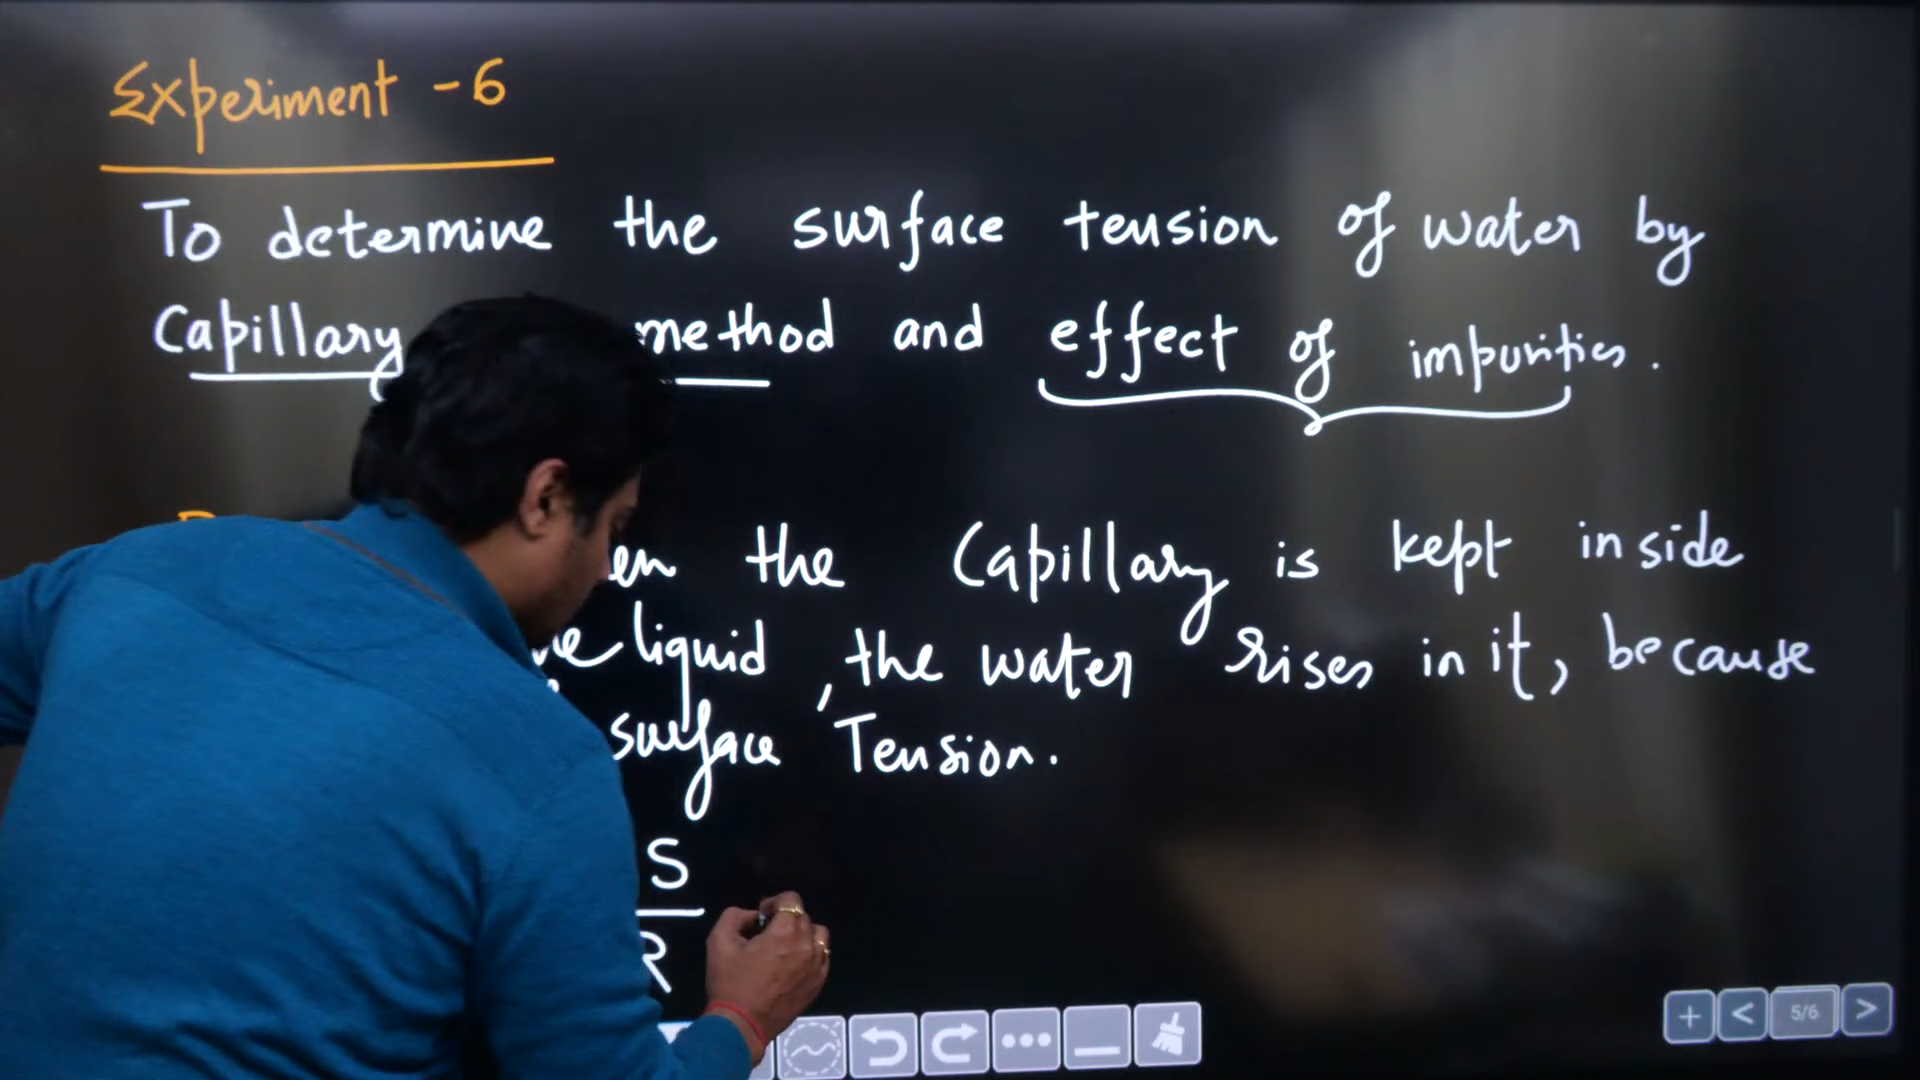 Experiment -6
To determine the surface tension of water by
Capillary method and effect of impurities.
the Capillary is kept inside
liquid, the water rises in it, because
surface Tension.
S
R
5/6